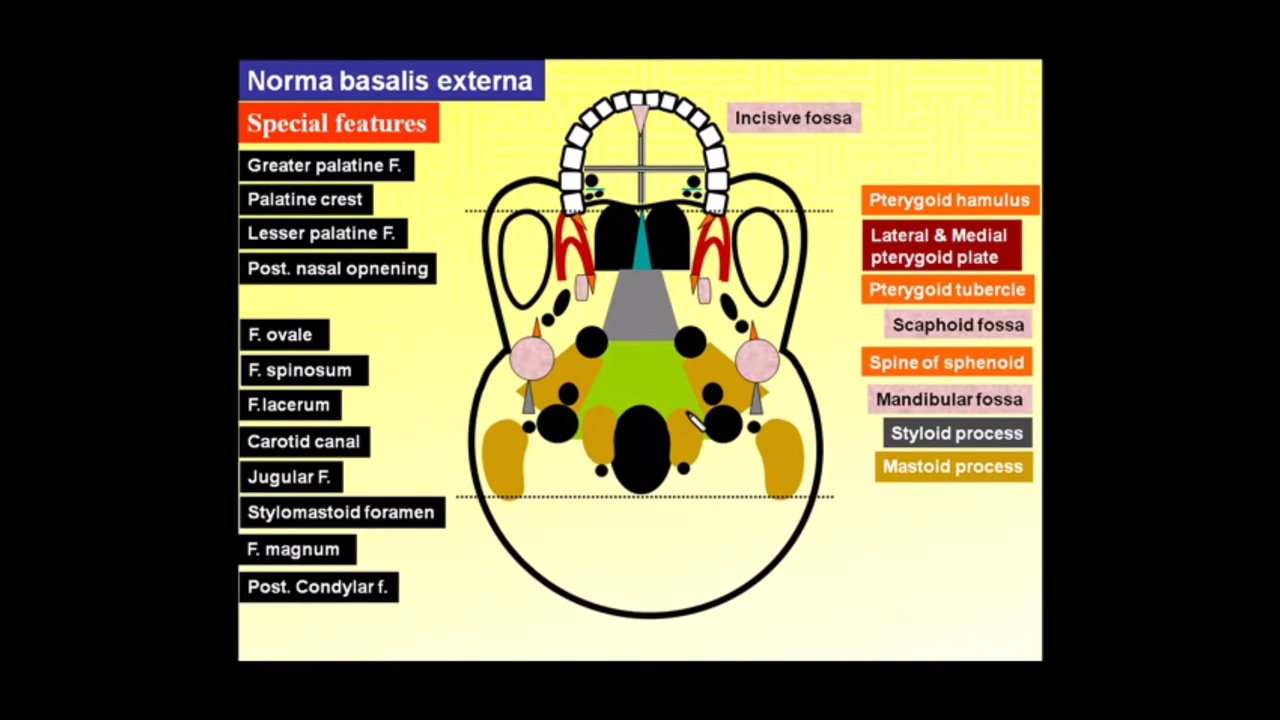 Norma basalis externa
Special features
Greater palatine F.
Palatine crest
Lesser palatine F.
Post. nasal opnening
F. ovale
F. spinosum
F.lacerum
Carotid canal
Jugular F.
Stylomastoid foramen
F. magnum
Post. Condylar f.
Incisive fossa
Pterygoid hamulus
Lateral & Medial
pterygoid plate
Pterygoid tubercle
Scaphoid fossa
Spine of sphenoid
Mandibular fossa
Styloid process
Mastoid process